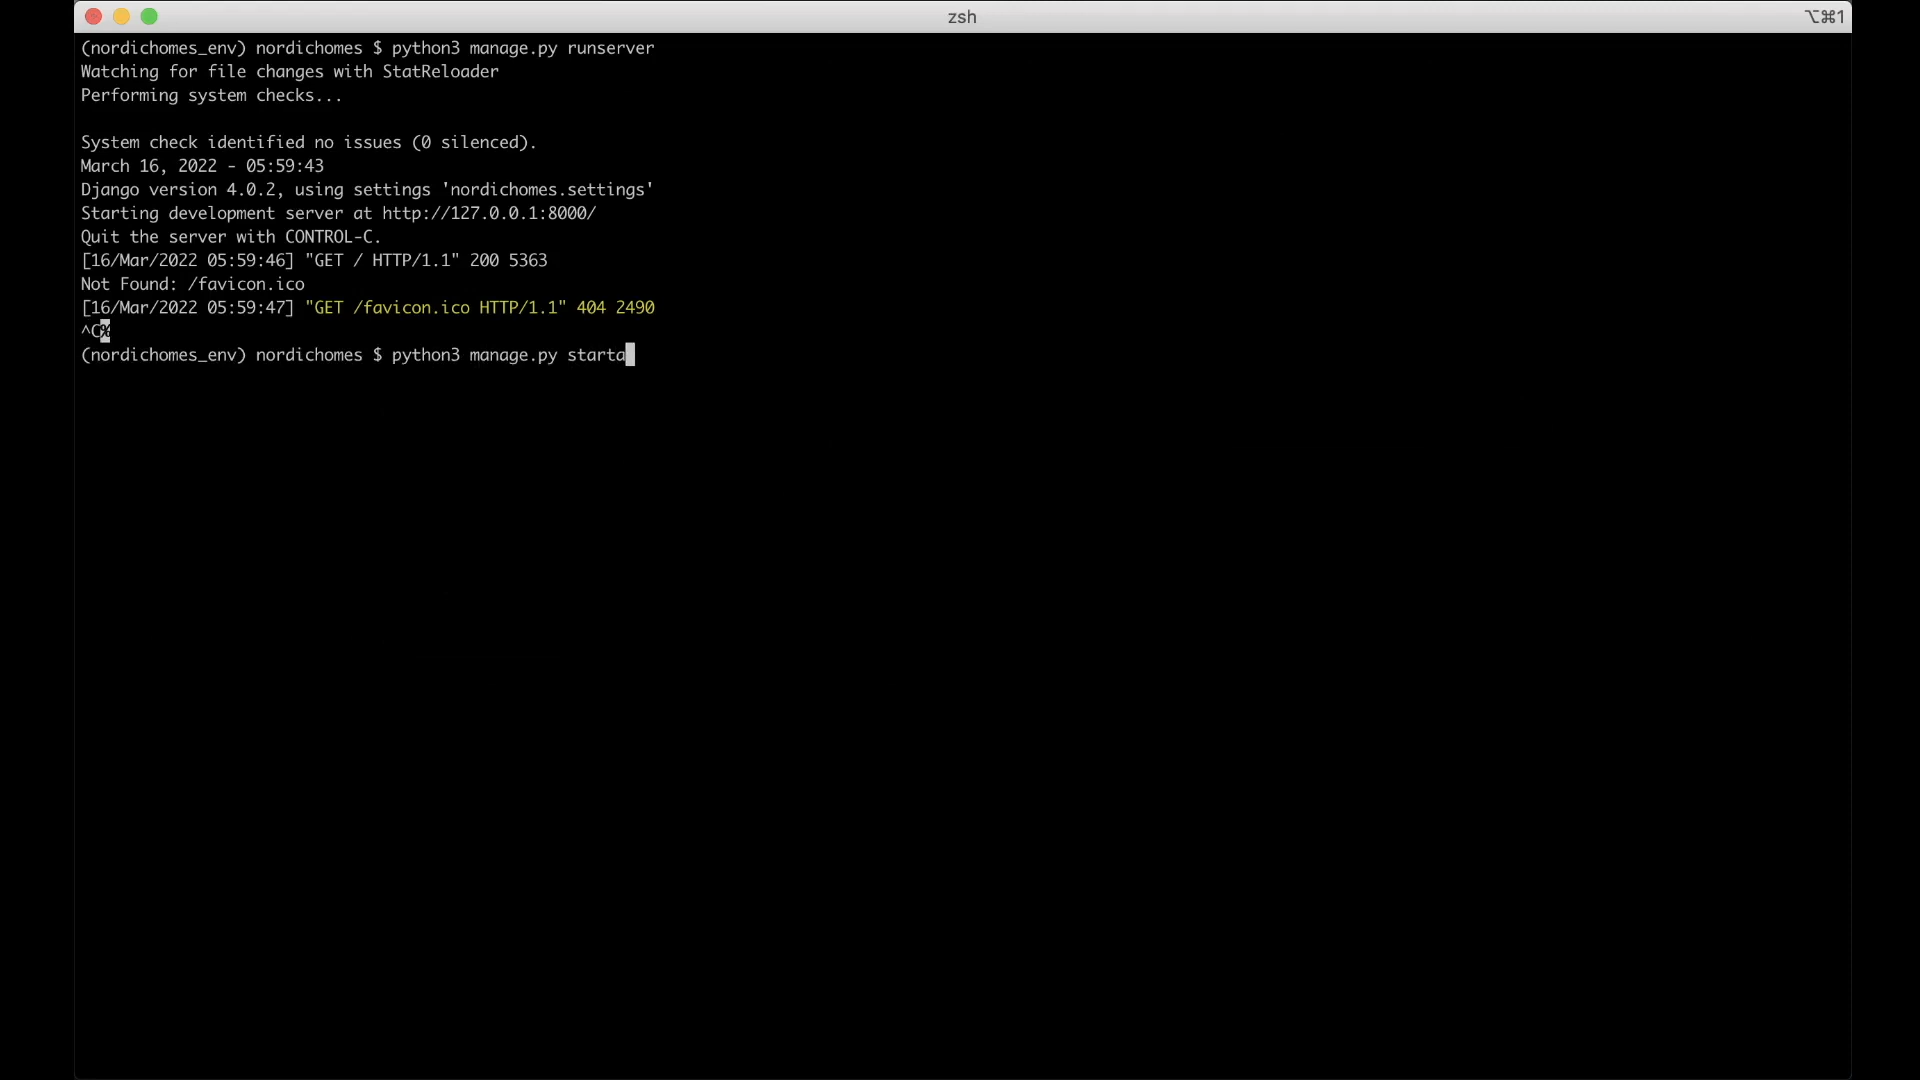 zsh
⌥⌘1
(nordichomes_env) nordichomes $ python3 manage.py runserver
Watching for file changes with StatReloader
Performing system checks...
System check identified no issues (0 silenced).
March 16, 2022 - 05:59:43
Django version 4.0.2, using settings 'nordichomes.settings'
Starting development server at http://127.0.0.1:8000/
Quit the server with CONTROL-C.
[16/Mar/2022 05:59:46] "GET / HTTP/1.1" 200 5363
Not Found: /favicon.ico
[16/Mar/2022 05:59:47] "GET /favicon.ico HTTP/1.1" 404 2490
^C%
(nordichomes_env) nordichomes $ python3 manage.py starta